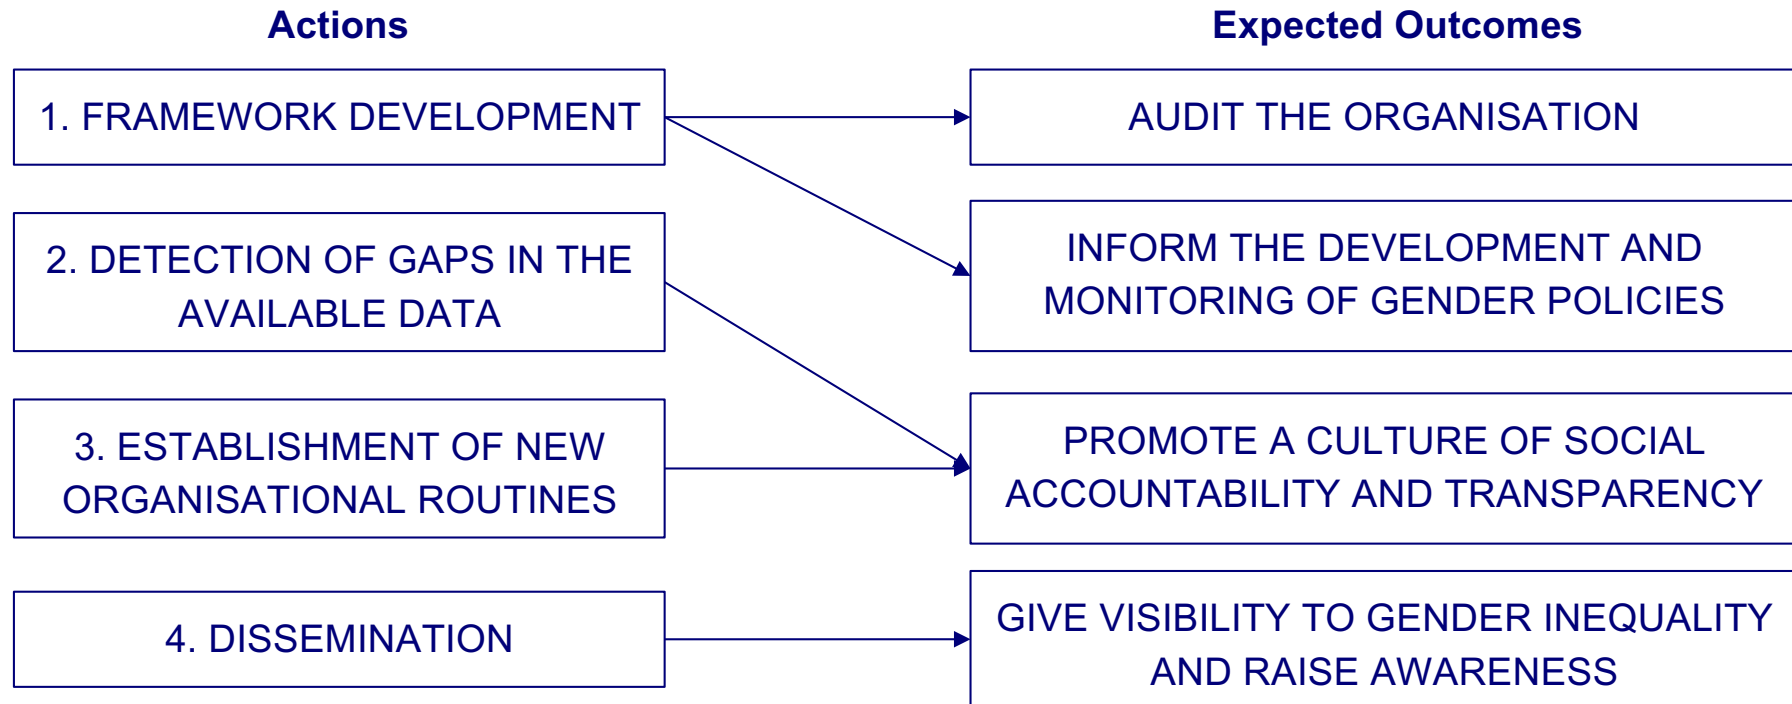 Actions
Expected Outcomes
1. FRAMEWORK DEVELOPMENT
AUDIT THE ORGANISATION
2. DETECTION OF GAPS IN THE
AVAILABLE DATA
INFORM THE DEVELOPMENT AND
MONITORING OF GENDER POLICIES
3. ESTABLISHMENT OF NEW
ORGANISATIONAL ROUTINES
PROMOTE A CULTURE OF SOCIAL
ACCOUNTABILITY AND TRANSPARENCY
4. DISSEMINATION
GIVE VISIBILITY TO GENDER INEQUALITY
AND RAISE AWARENESS